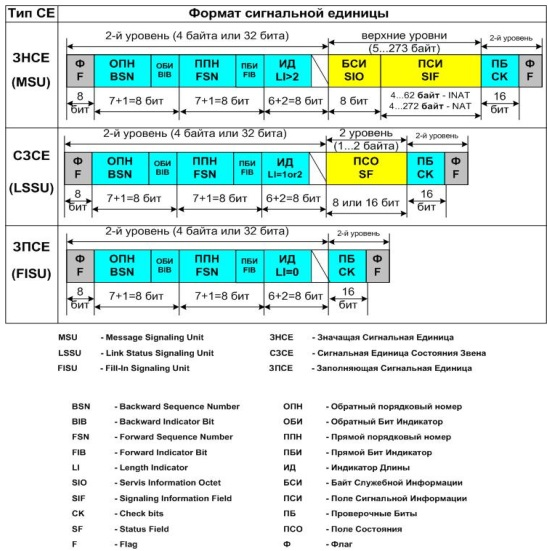 Тип СЕ Формат сигнальной единицы
2-й уровень (4 байта или 32 бита) верхние уровни 2-й уровень
(5...273 байт)
ЗНСЕ Ф ОПН ОБИ ППН ПБИ ИД БСИ ПСИ ПБ Ф
(MSU) F BSN BIB FSN FIB LI>2 SIO SIF CK F
8 бит 7+1=8 бит 7+1=8 бит 6+2=8 бит 8 бит 4...62 байт - INAT 16 бит
4...272 байт - NAT
2-й уровень (4 байта или 32 бита) 2 уровень 2-й уровень
(1...2 байта)
СЗСЕ Ф ОПН ОБИ ППН ПБИ ИД ПСО ПБ Ф
(LSSU) F BSN BIB FSN FIB LI=1or2 SF CK F
8 бит 7+1=8 бит 7+1=8 бит 6+2=8 бит 8 или 16 бит 16 бит
2-й уровень (4 байта или 32 бита) 2-й уровень
ЗПСЕ Ф ОПН ОБИ ППН ПБИ ИД ПБ Ф
(FISU) F BSN BIB FSN FIB LI=0 CK F
8 бит 7+1=8 бит 7+1=8 бит 6+2=8 бит 16 бит
MSU - Message Signaling Unit ЗНСЕ - Значащая Сигнальная Единица
LSSU - Link Status Signaling Unit СЗСЕ - Сигнальная Единица Состояния Звена
FISU - Fill-In Signaling Unit ЗПСЕ - Заполняющая Сигнальная Единица
BSN - Backward Sequence Number ОПН - Обратный порядковый номер
BIB - Backward Indicator Bit ОБИ - Обратный Бит Индикатор
FSN - Forward Sequence Number ППН - Прямой порядковый номер
FIB - Forward Indicator Bit ПБИ - Прямой Бит Индикатор
LI - Length Indicator ИД - Индикатор Длины
SIO - Servis Information Octet БСИ - Байт Служебной Информации
SIF - Signaling Information Field ПСИ - Поле Сигнальной Информации
CK - Check bits ПБ - Проверочные Биты
SF - Status Field ПСО - Поле Состояния
F - Flag Ф - Флаг